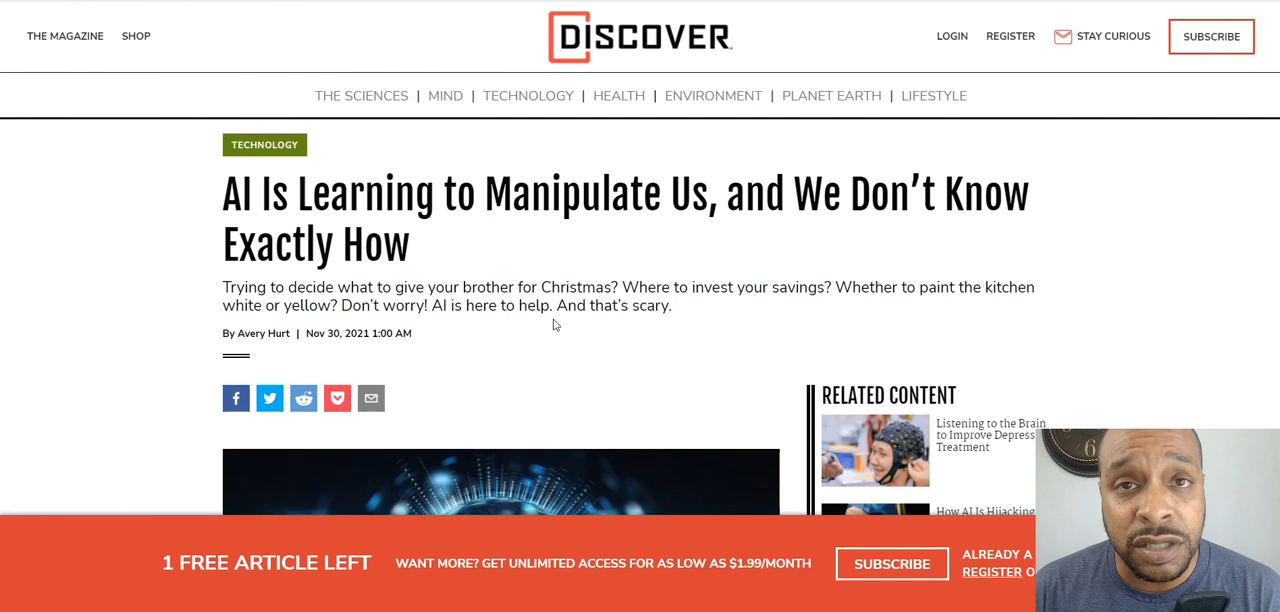 THE MAGAZINE SHOP
DISCOVER
LOGIN REGISTER STAY CURIOUS SUBSCRIBE
THE SCIENCES | MIND | TECHNOLOGY | HEALTH | ENVIRONMENT | PLANET EARTH | LIFESTYLE
TECHNOLOGY
AI Is Learning to Manipulate Us, and We Don’t Know
Exactly How
Trying to decide what to give your brother for Christmas? Where to invest your savings? Whether to paint the kitchen
white or yellow? Don’t worry! AI is here to help. And that’s scary.
By Avery Hurt | Nov 30, 2021 1:00 AM
RELATED CONTENT
Listening to the Brain
to Improve Depress
Treatment
How AI Is Hijacking
1 FREE ARTICLE LEFT
WANT MORE? GET UNLIMITED ACCESS FOR AS LOW AS $1.99/MONTH
SUBSCRIBE
ALREADY A
REGISTER O
6